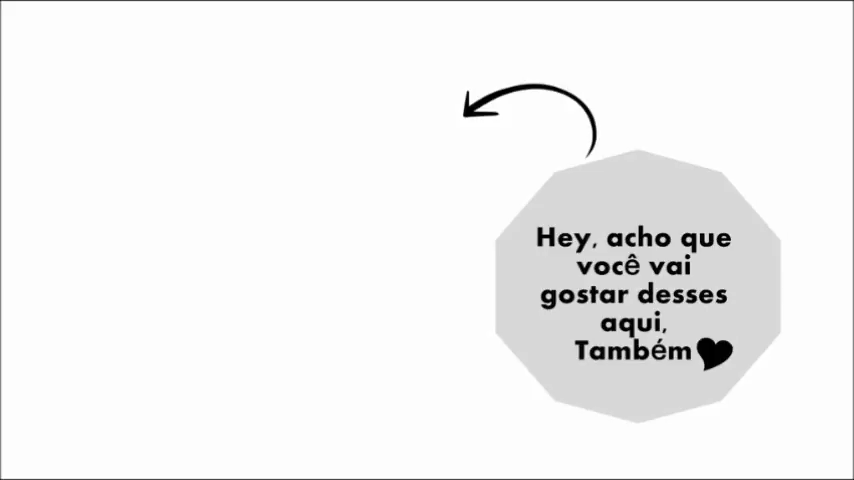 Hey, acho que
você vai
gostar desses
aqui,
Também